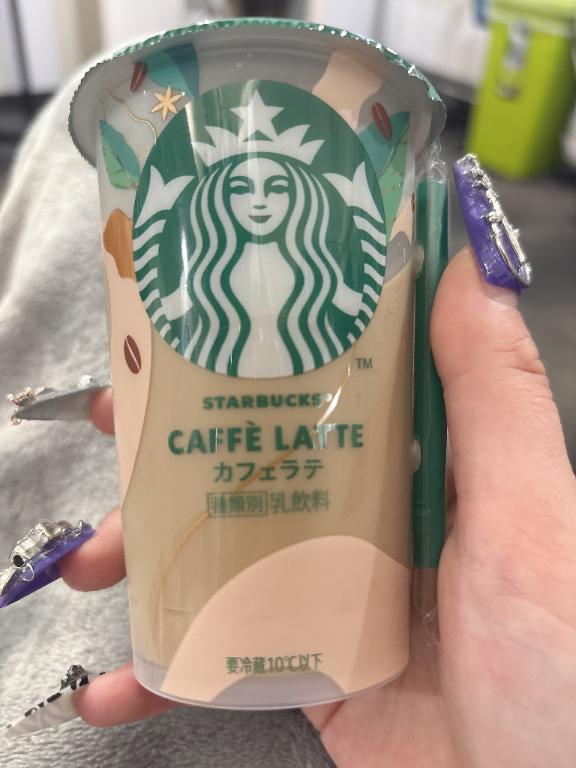 TM
STARBUCKS®
CAFFÈ LATTE
カフェラテ
種類別 乳飲料
要冷蔵10℃以下